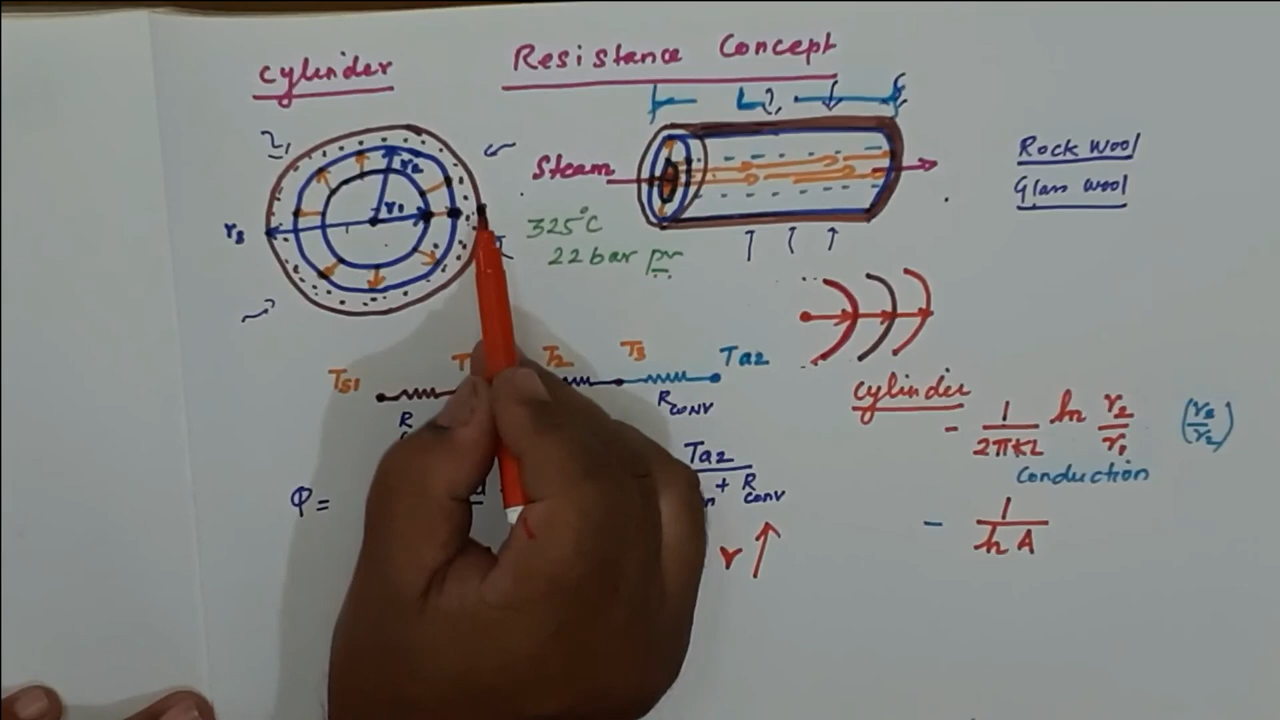 Cylinder
Resistance Concept
L
Steam
325°C
22 bar pr
Rock Wool
Glass wool
r1
r2
r3
Ts1
T2
T3
Ta2
R
RCONV
φ=
Ta2
+ RCONV
r ↑
Cylinder
- 1/2πKL ln r2/r1
(r3/r2)
Conduction
- 1/hA